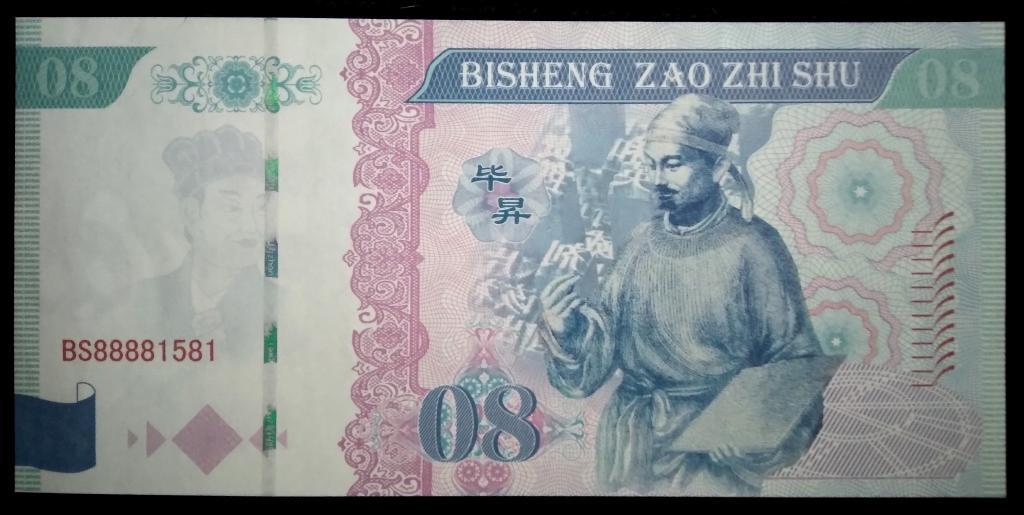 08
BISHENG ZAO ZHI SHU
08
毕
昇
BS88881581
08